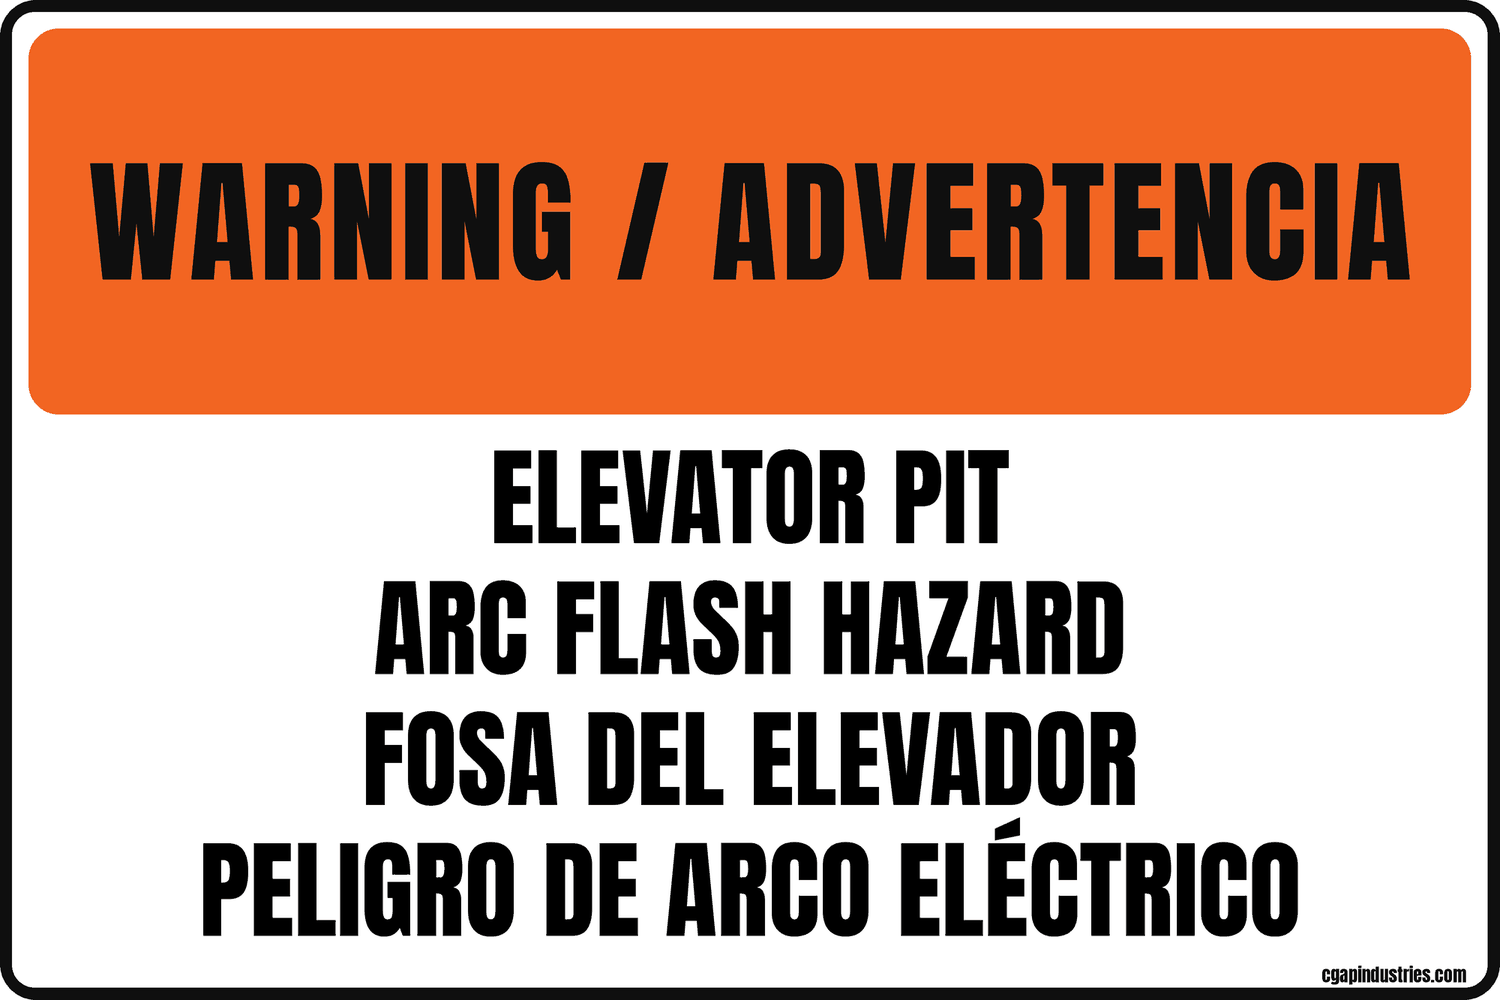 WARNING / ADVERTENCIA
ELEVATOR PIT
ARC FLASH HAZARD
FOSA DEL ELEVADOR
PELIGRO DE ARCO ELÉCTRICO
cgapindustries.com